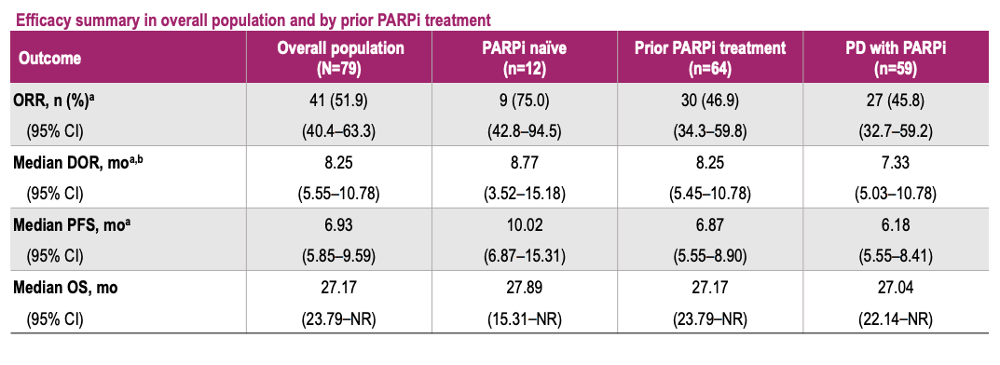 Efficacy summary in overall population and by prior PARPi treatment
Outcome Overall population (N=79) PARPi naïve (n=12) Prior PARPi treatment (n=64) PD with PARPi (n=59)
ORR, n (%)a 41 (51.9) 9 (75.0) 30 (46.9) 27 (45.8)
(95% CI) (40.4–63.3) (42.8–94.5) (34.3–59.8) (32.7–59.2)
Median DOR, moa,b 8.25 8.77 8.25 7.33
(95% CI) (5.55–10.78) (3.52–15.18) (5.45–10.78) (5.03–10.78)
Median PFS, moa 6.93 10.02 6.87 6.18
(95% CI) (5.85–9.59) (6.87–15.31) (5.55–8.90) (5.55–8.41)
Median OS, mo 27.17 27.89 27.17 27.04
(95% CI) (23.79–NR) (15.31–NR) (23.79–NR) (22.14–NR)